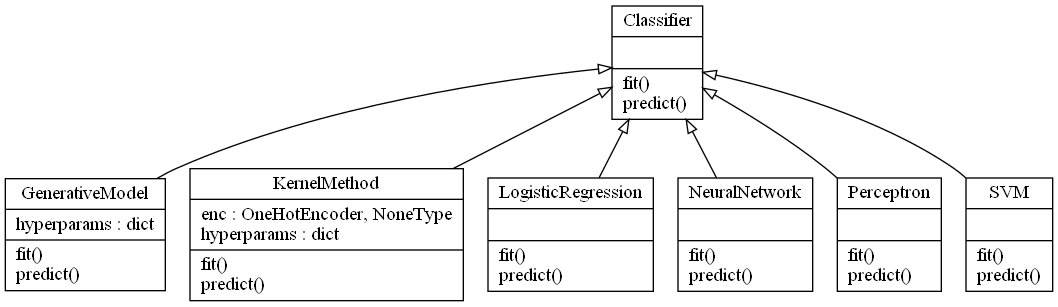 Classifier
fit()
predict()
GenerativeModel
hyperparams : dict
fit()
predict()
KernelMethod
enc : OneHotEncoder, NoneType
hyperparams : dict
fit()
predict()
LogisticRegression
fit()
predict()
NeuralNetwork
fit()
predict()
Perceptron
fit()
predict()
SVM
fit()
predict()